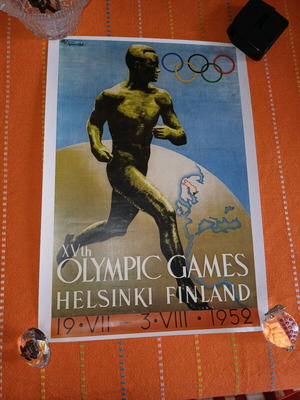 XVth
OLYMPIC GAMES
HELSINKI FINLAND
19·VII – 3·VIII·1952